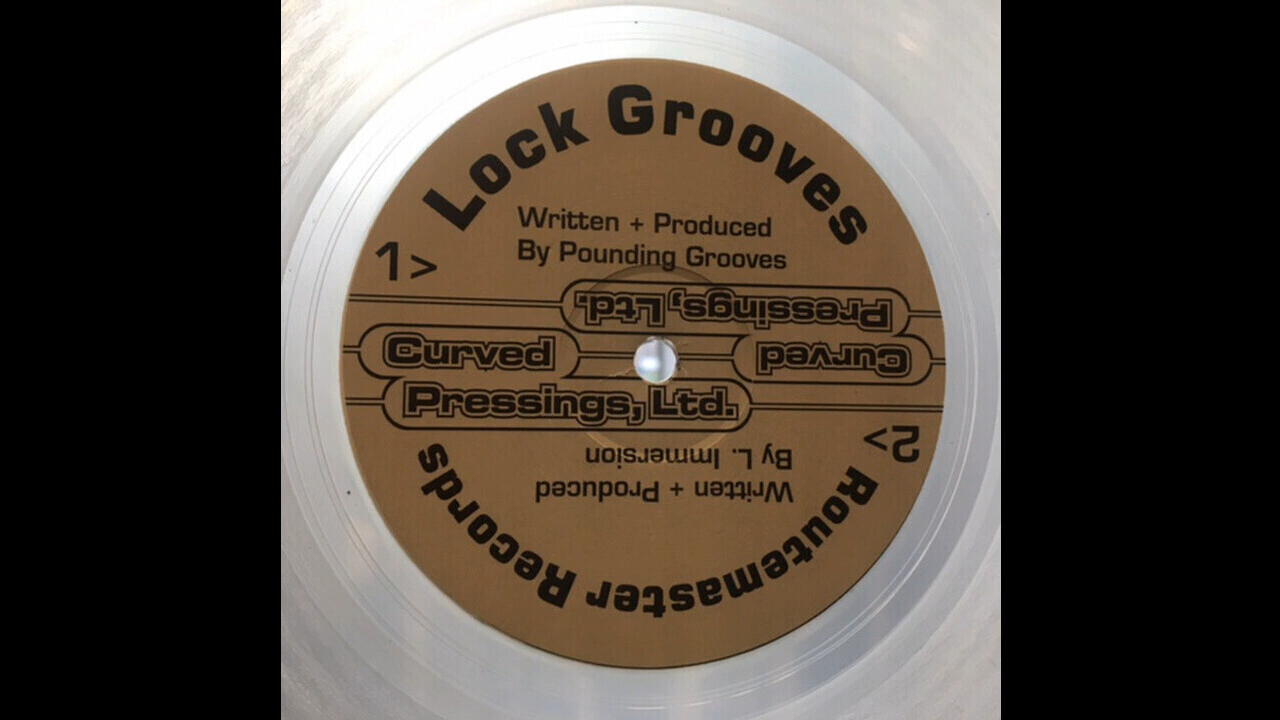 Lock Grooves
Written + Produced
By Pounding Grooves
1>
Curved
Pressings, Ltd.
Routemaster Records
Written + Produced
By L. Immersion
2>
Curved
Pressings, Ltd.